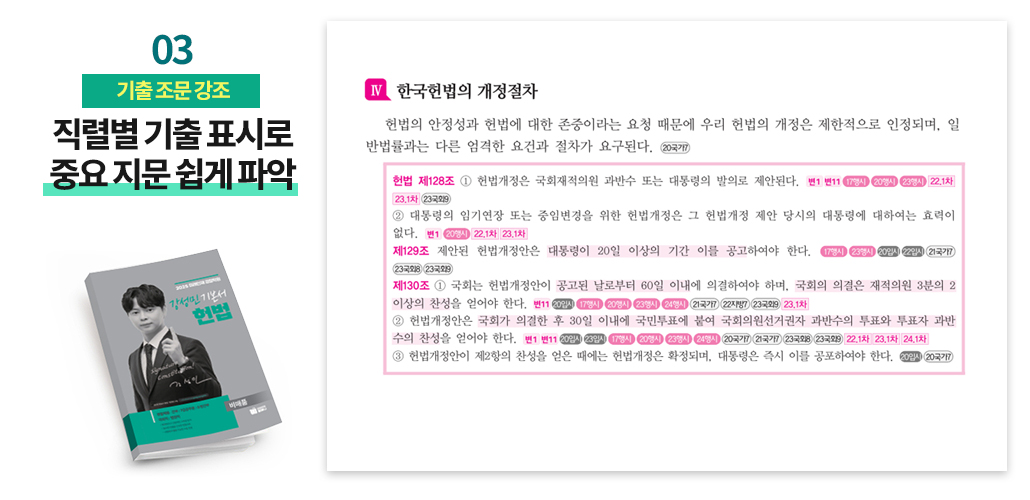 03
기출 조문 강조
직렬별 기출 표시로
중요 지문 쉽게 파악
강성민 기본서
헌법
비매품
Ⅳ 한국헌법의 개정절차
헌법의 안정성과 헌법에 대한 존중이라는 요청 때문에 우리 헌법의 개정은 제한적으로 인정되며, 일
반법률과는 다른 엄격한 요건과 절차가 요구된다. 20국가7
헌법 제128조 ① 헌법개정은 국회재적의원 과반수 또는 대통령의 발의로 제안된다. 변1 변11 17행시 20행시 23행시 22.1차
23.1차 23국회9
② 대통령의 임기연장 또는 중임변경을 위한 헌법개정은 그 헌법개정 제안 당시의 대통령에 대하여는 효력이
없다. 변1 20행시 22.1차 23.1차
제129조 제안된 헌법개정안은 대통령이 20일 이상의 기간 이를 공고하여야 한다. 17행시 23행시 20입시 22입시 21국가7
23국회8 23국회9
제130조 ① 국회는 헌법개정안이 공고된 날로부터 60일 이내에 의결하여야 하며, 국회의 의결은 재적의원 3분의 2
이상의 찬성을 얻어야 한다. 변11 20입시 17행시 20행시 23행시 24행시 21국가7 22지방7 23국회9 23.1차
② 헌법개정안은 국회가 의결한 후 30일 이내에 국민투표에 붙여 국회의원선거권자 과반수의 투표와 투표자 과반
수의 찬성을 얻어야 한다. 변1 변11 20입시 23입시 17행시 20행시 23행시 24행시 20국가7 21국가7 23국회8 23국회9 22.1차 23.1차 24.1차
③ 헌법개정안이 제2항의 찬성을 얻은 때에는 헌법개정은 확정되며, 대통령은 즉시 이를 공포하여야 한다. 20입시 20국가7